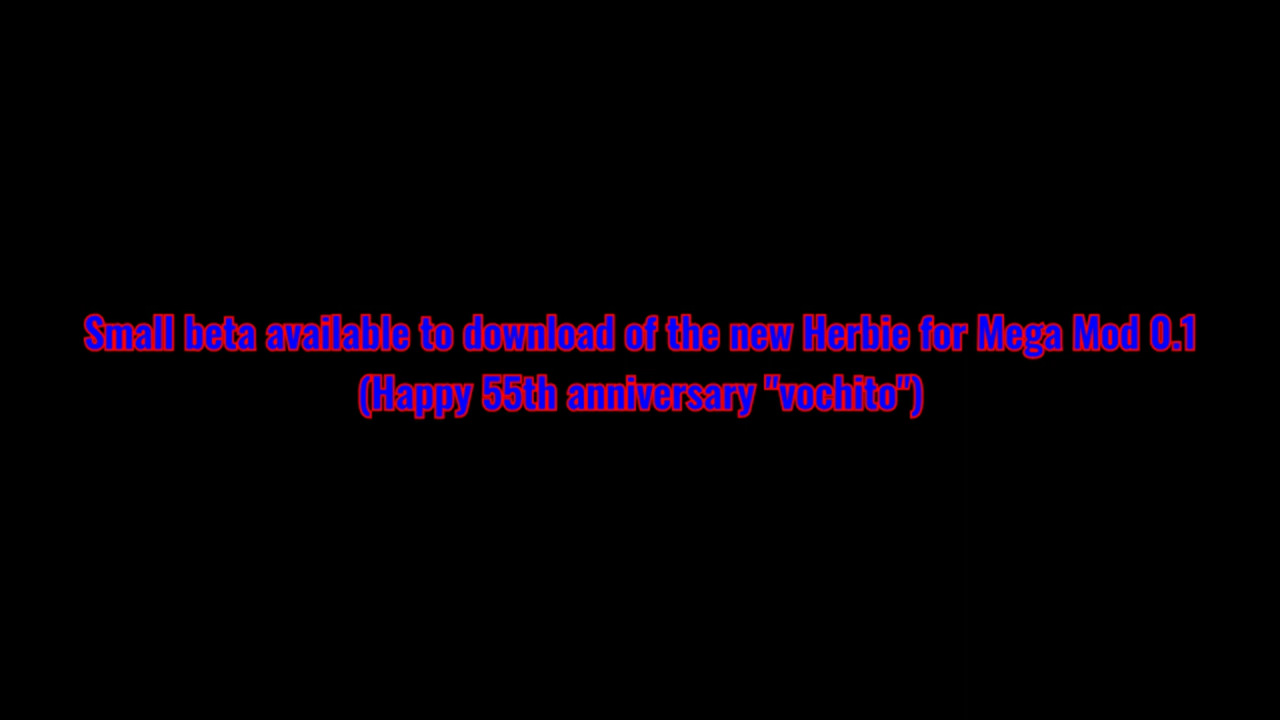 Small beta available to download of the new Herbie for Mega Mod 0.1
(Happy 55th anniversary "vochito")